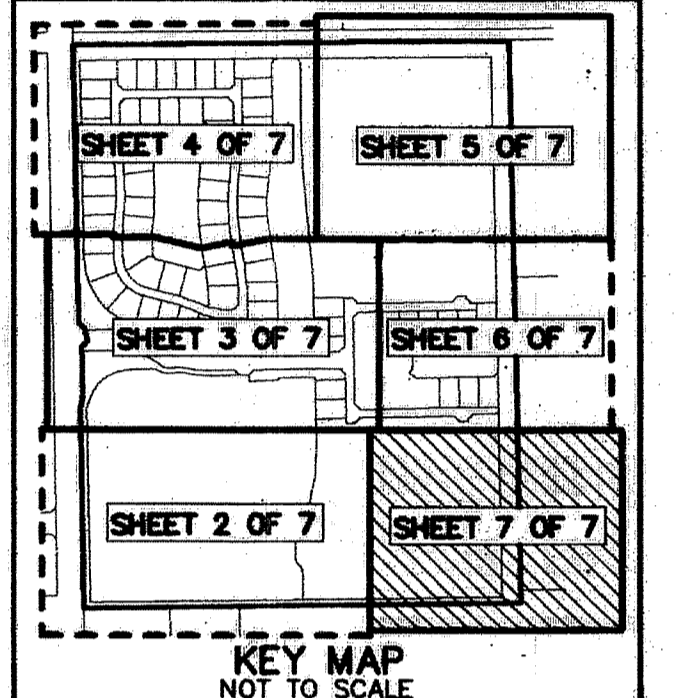 SHEET 4 OF 7
SHEET 5 OF 7
SHEET 3 OF 7
SHEET 6 OF 7
SHEET 2 OF 7
SHEET 7 OF 7
KEY MAP
NOT TO SCALE